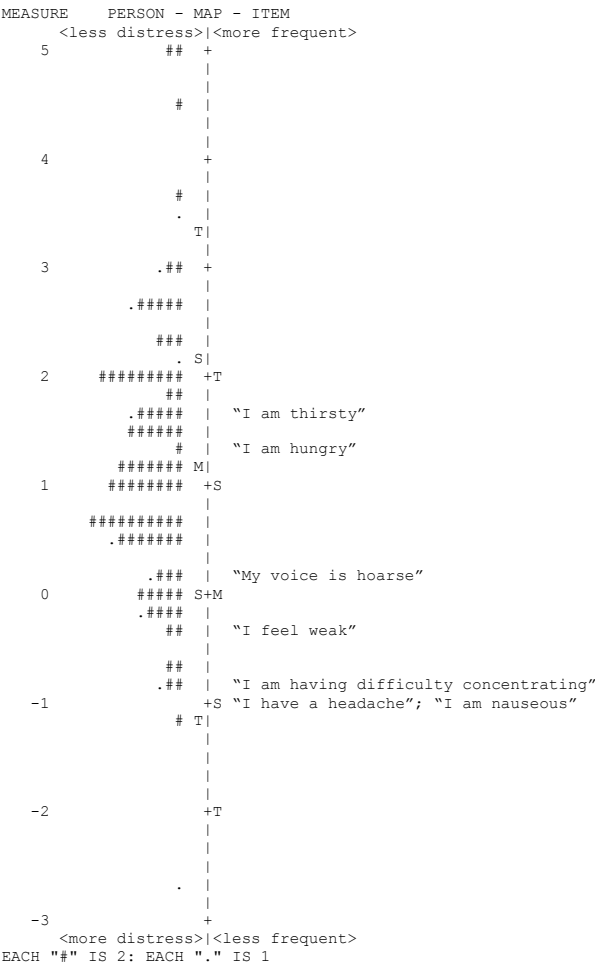 MEASURE    PERSON - MAP - ITEM
      <less distress>|<more frequent>
    5             ##  +
                      |
                      |
                   #  |
                      |
                      |
    4                 +
                      |
                   #  |
                   .  |
                     T|
                      |
    3            .##  +
                      |
              .#####  |
                      |
                 ###  |
                   . S|
    2      #########  +T
                  ##  |
              .#####  |  “I am thirsty”
              ######  |
                   #  |  “I am hungry”
             ####### M|
    1       ########  +S
                      |
          ##########  |
            .#######  |
                      |
                .###  |  “My voice is hoarse”
    0          ##### S+M
               .####  |
                  ##  |  “I feel weak”
                      |
                  ##  |
                 .##  |  “I am having difficulty concentrating”
   -1                 +S “I have a headache”; “I am nauseous”
                   # T|
                      |
                      |
                      |
                      |
   -2                 +T
                      |
                      |
                      |
                   .  |
                      |
   -3                 +
      <more distress>|<less frequent>
EACH "#" IS 2: EACH "." IS 1